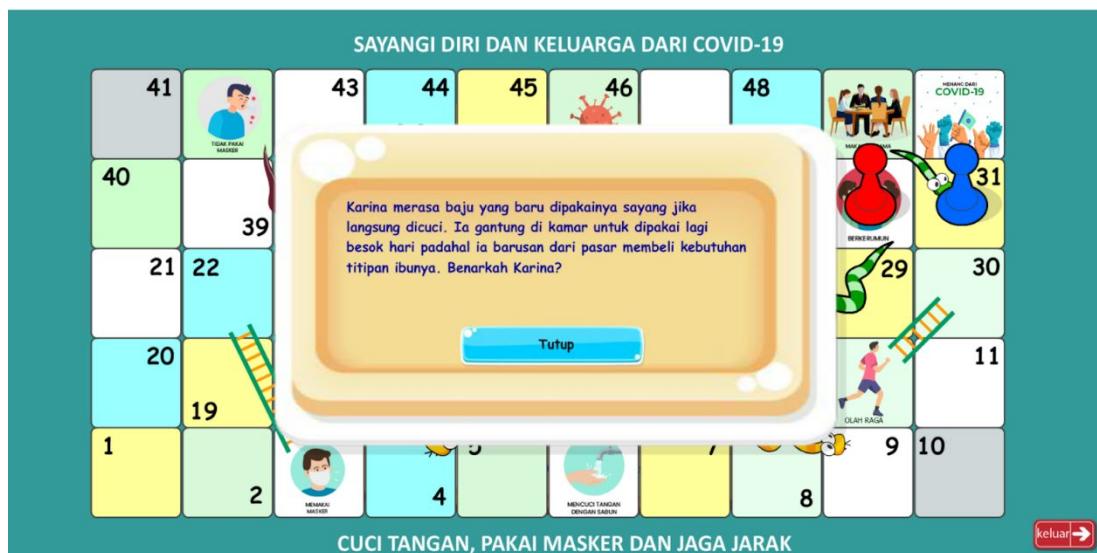 SAYANGI DIRI DAN KELUARGA DARI COVID-19
41
TIDAK PAKAI
MASKER
43
44
45
46
48
MENANG DARI
COVID-19
40
39
BERKERUMUN
31
21
22
29
30
20
19
OLAH RAGA
11
Karina merasa baju yang baru dipakainya sayang jika
langsung dicuci. Ia gantung di kamar untuk dipakai lagi
besok hari padahal ia barusan dari pasar membeli kebutuhan
titipan ibunya. Benarkah Karina?
Tutup
1
2
MEMAKAI
MASKER
4
5
MENCUCI TANGAN
DENGAN SABUN
7
8
9
10
CUCI TANGAN, PAKAI MASKER DAN JAGA JARAK
keluar